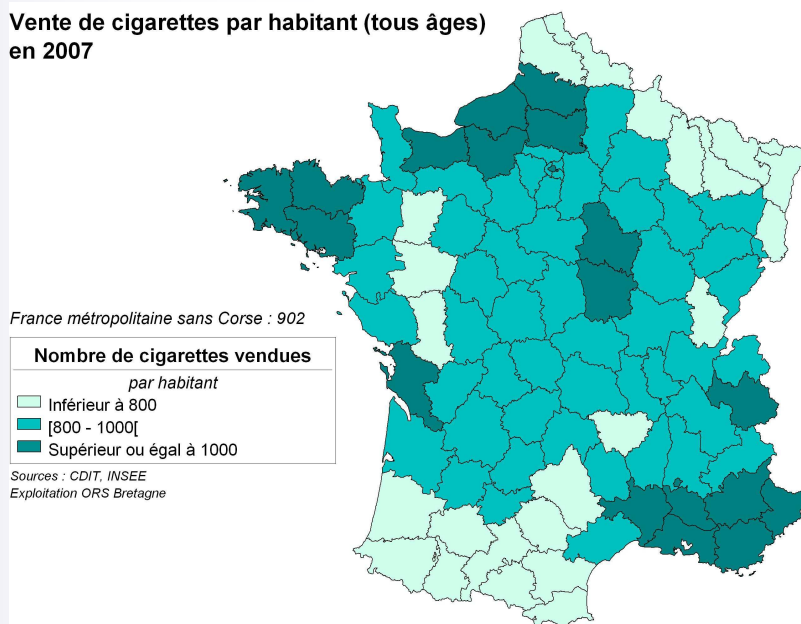 Vente de cigarettes par habitant (tous âges)
en 2007
France métropolitaine sans Corse : 902
Nombre de cigarettes vendues
par habitant
Inférieur à 800
[800 - 1000[
Supérieur ou égal à 1000
Sources : CDIT, INSEE
Exploitation ORS Bretagne